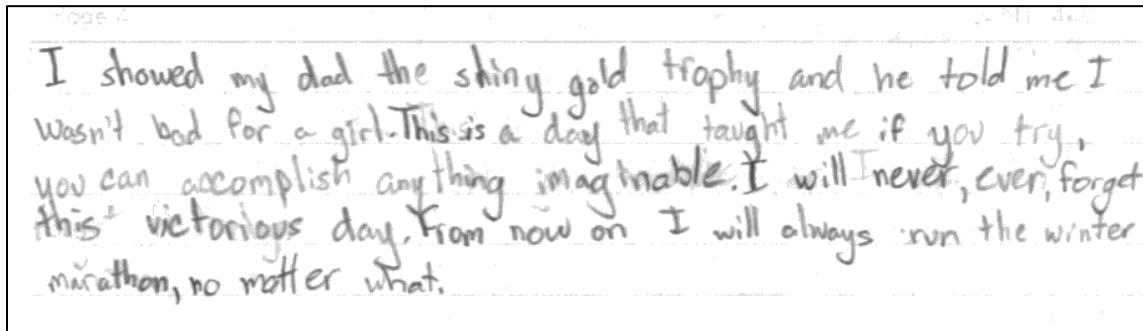 I showed my dad the shiny gold trophy and he told me I
wasn't bad for a girl. This is a day that taught me if you try,
you can accomplish anything imaginable. I will never, ever, forget
this victorious day. From now on I will always run the winter
marathon, no matter what.